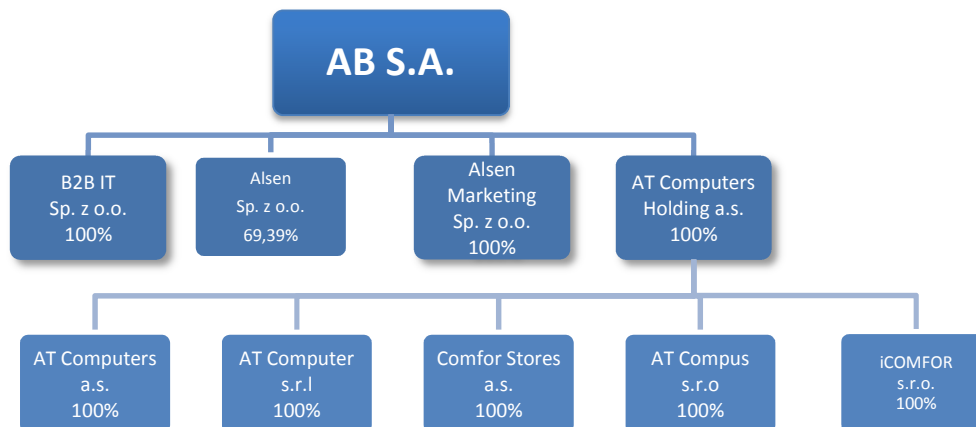 AB S.A.
B2B IT
Sp. z o.o.
100%
Alsen
Sp. z o.o.
69,39%
Alsen
Marketing
Sp. z o.o.
100%
AT Computers
Holding a.s.
100%
AT Computers
a.s.
100%
AT Computer
s.r.l
100%
Comfor Stores
a.s.
100%
AT Compus
s.r.o
100%
iCOMFOR
s.r.o.
100%